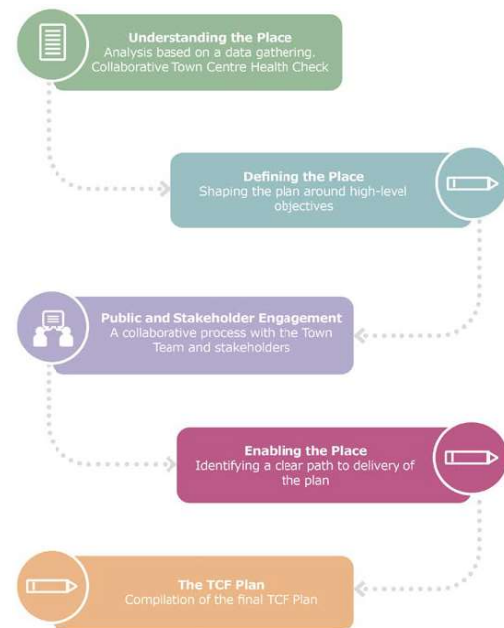 Understanding the Place
Analysis based on a data gathering.
Collaborative Town Centre Health Check
Defining the Place
Shaping the plan around high-level
objectives
Public and Stakeholder Engagement
A collaborative process with the Town
Team and stakeholders
Enabling the Place
Identifying a clear path to delivery of
the plan
The TCF Plan
Compilation of the final TCF Plan